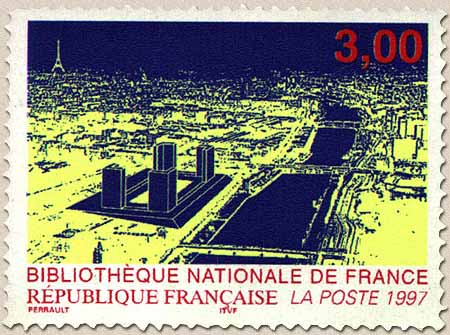 3,00
BIBLIOTHÈQUE NATIONALE DE FRANCE
RÉPUBLIQUE FRANÇAISE LA POSTE 1997
PERRAULT ITVF